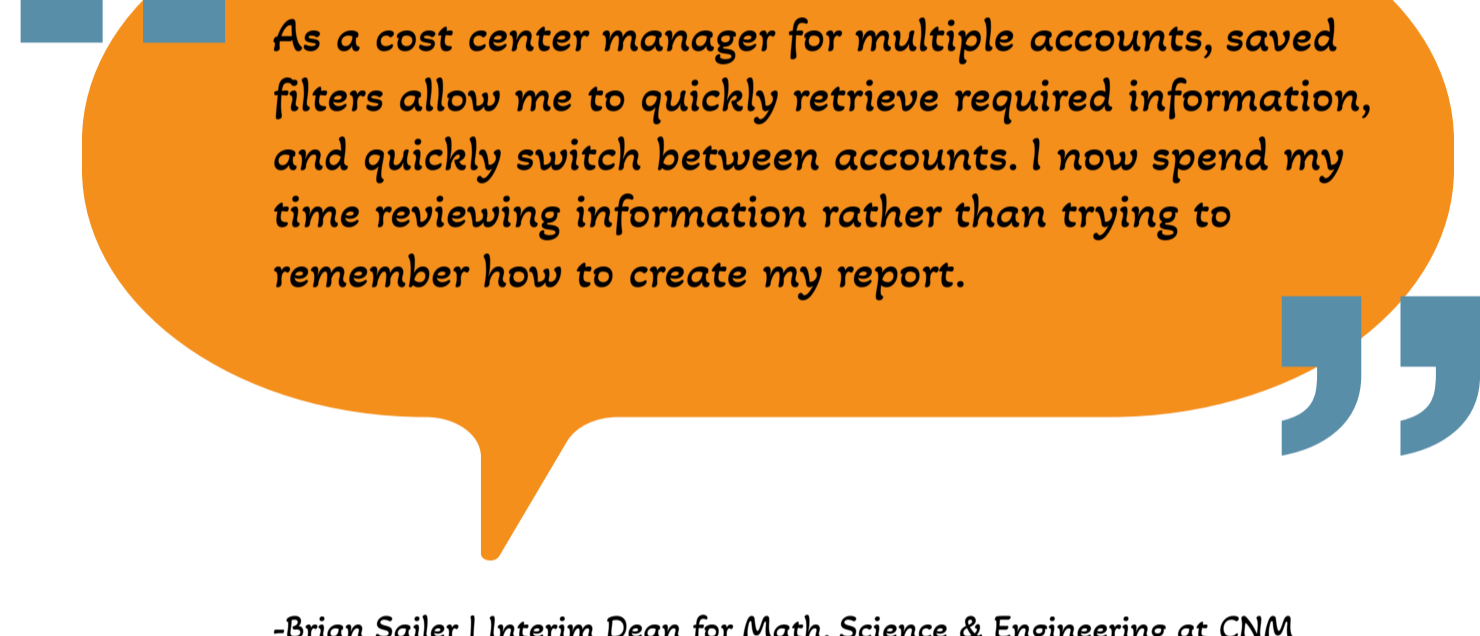 As a cost center manager for multiple accounts, saved
filters allow me to quickly retrieve required information,
and quickly switch between accounts. I now spend my
time reviewing information rather than trying to
remember how to create my report.
-Brian Sailer | Interim Dean for Math, Science & Engineering at CNM